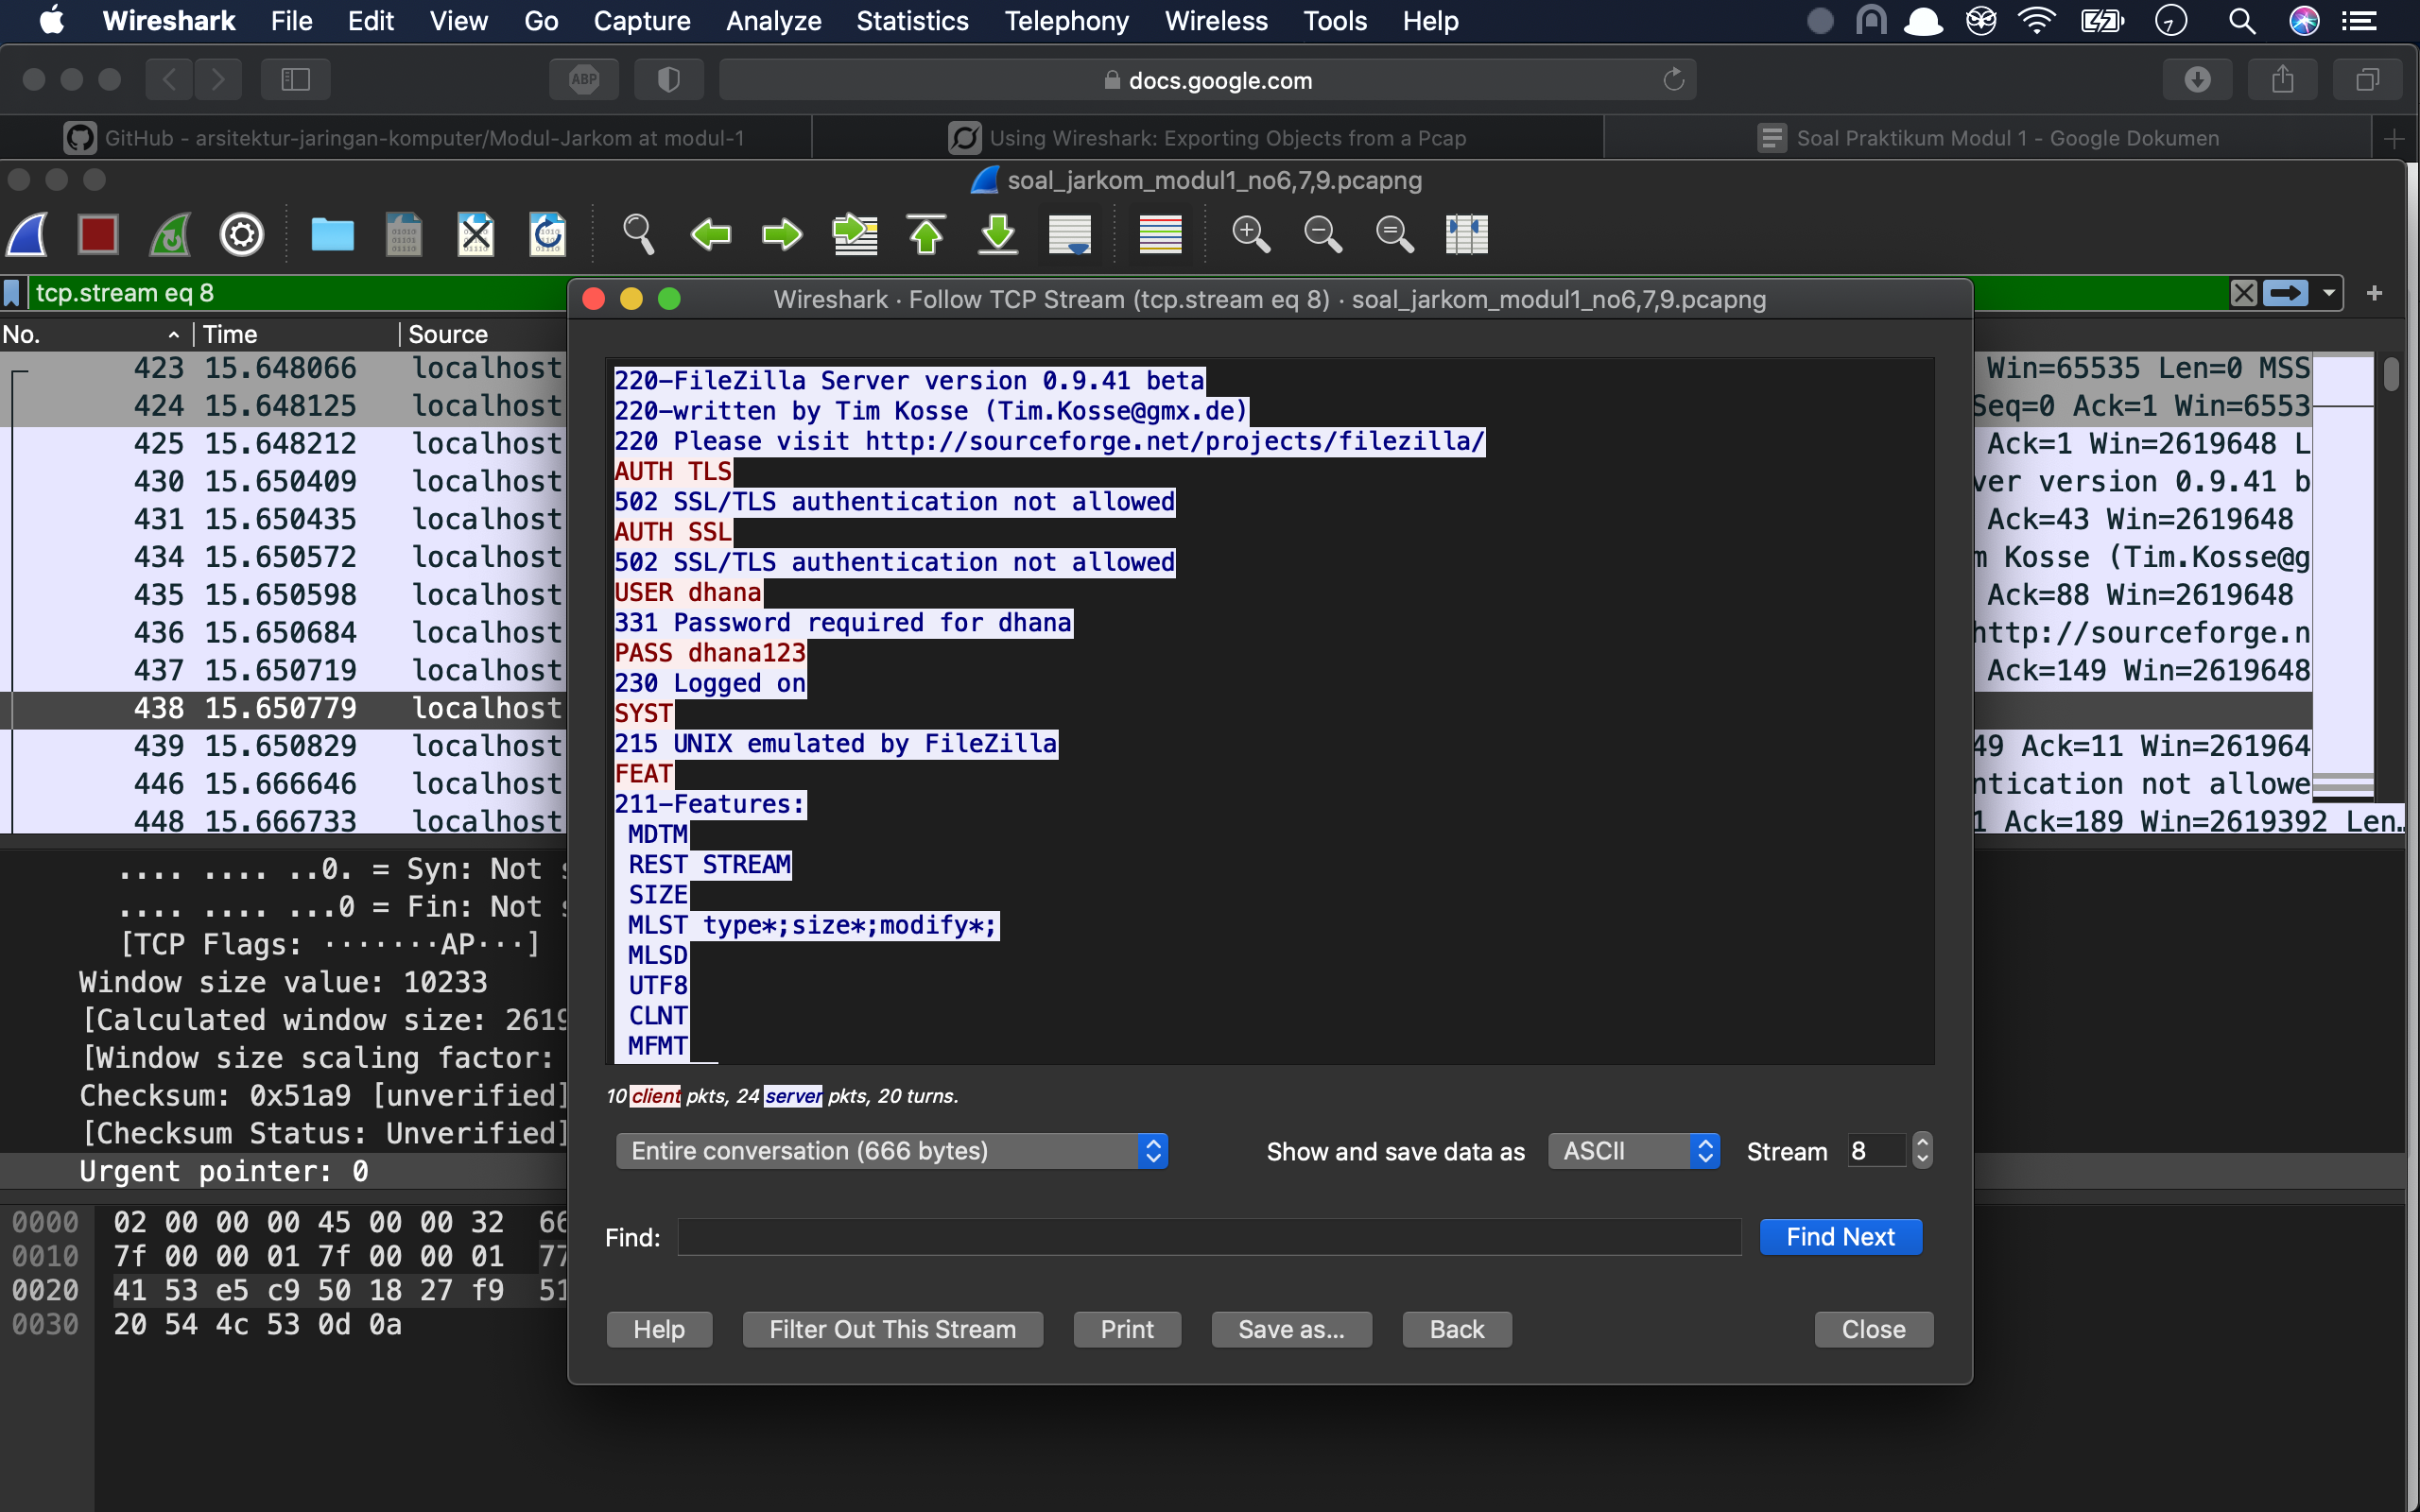 Wireshark File Edit View Go Capture Analyze Statistics Telephony Wireless Tools Help
ABP docs.google.com
GitHub - arsitektur-jaringan-komputer/Modul-Jarkom at modul-1
Using Wireshark: Exporting Objects from a Pcap
Soal Praktikum Modul 1 - Google Dokumen
soal_jarkom_modul1_no6,7,9.pcapng
tcp.stream eq 8
No. Time Source
423 15.648066 localhost
424 15.648125 localhost
425 15.648212 localhost
430 15.650409 localhost
431 15.650435 localhost
434 15.650572 localhost
435 15.650598 localhost
436 15.650684 localhost
437 15.650719 localhost
438 15.650779 localhost
439 15.650829 localhost
446 15.666646 localhost
448 15.666733 localhost
Win=65535 Len=0 MSS
Seq=0 Ack=1 Win=6553
Ack=1 Win=2619648 L
ver version 0.9.41 b
Ack=43 Win=2619648
m Kosse (Tim.Kosse@g
Ack=88 Win=2619648
http://sourceforge.n
Ack=149 Win=2619648
49 Ack=11 Win=261964
ntication not allowe
1 Ack=189 Win=2619392 Len…
Wireshark · Follow TCP Stream (tcp.stream eq 8) · soal_jarkom_modul1_no6,7,9.pcapng
220-FileZilla Server version 0.9.41 beta
220-written by Tim Kosse (Tim.Kosse@gmx.de)
220 Please visit http://sourceforge.net/projects/filezilla/
AUTH TLS
502 SSL/TLS authentication not allowed
AUTH SSL
502 SSL/TLS authentication not allowed
USER dhana
331 Password required for dhana
PASS dhana123
230 Logged on
SYST
215 UNIX emulated by FileZilla
FEAT
211-Features:
MDTM
REST STREAM
SIZE
MLST type*;size*;modify*;
MLSD
UTF8
CLNT
MFMT
10 client pkts, 24 server pkts, 20 turns.
Entire conversation (666 bytes) Show and save data as ASCII Stream 8
Find: Find Next
Help Filter Out This Stream Print Save as… Back Close
.... .... ..0. = Syn: Not s
.... .... ...0 = Fin: Not s
[TCP Flags: ·······AP···]
Window size value: 10233
[Calculated window size: 2619
[Window size scaling factor:
Checksum: 0x51a9 [unverified]
[Checksum Status: Unverified]
Urgent pointer: 0
0000 02 00 00 00 45 00 00 32 66
0010 7f 00 00 01 7f 00 00 01 77
0020 41 53 e5 c9 50 18 27 f9 51
0030 20 54 4c 53 0d 0a